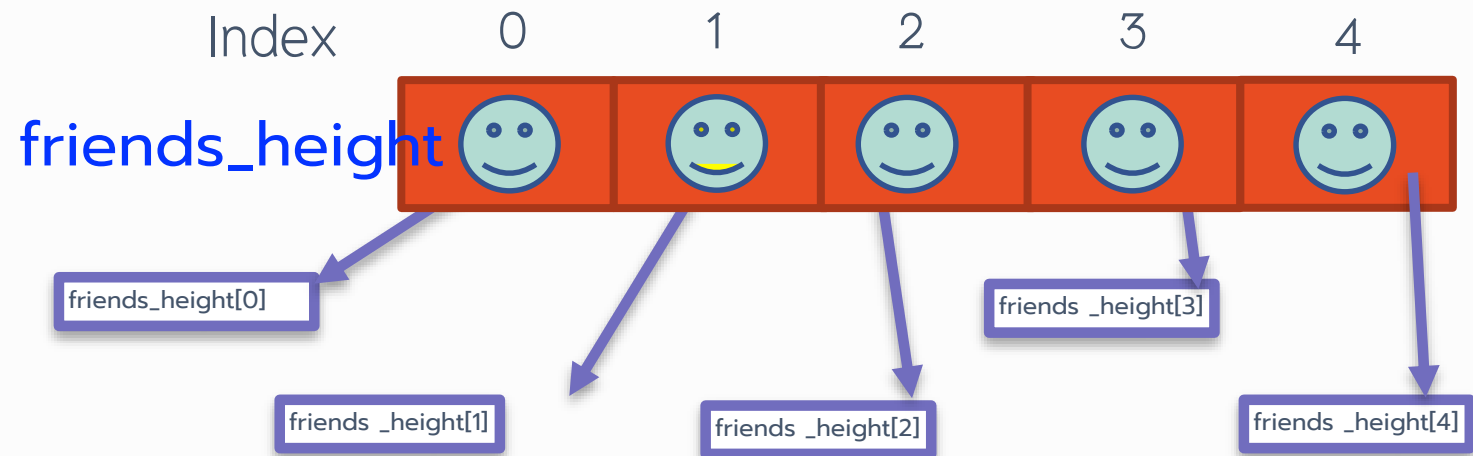 Index 0 1 2 3 4
friends_height
friends_height[0]
friends _height[3]
friends _height[1]
friends _height[2]
friends _height[4]